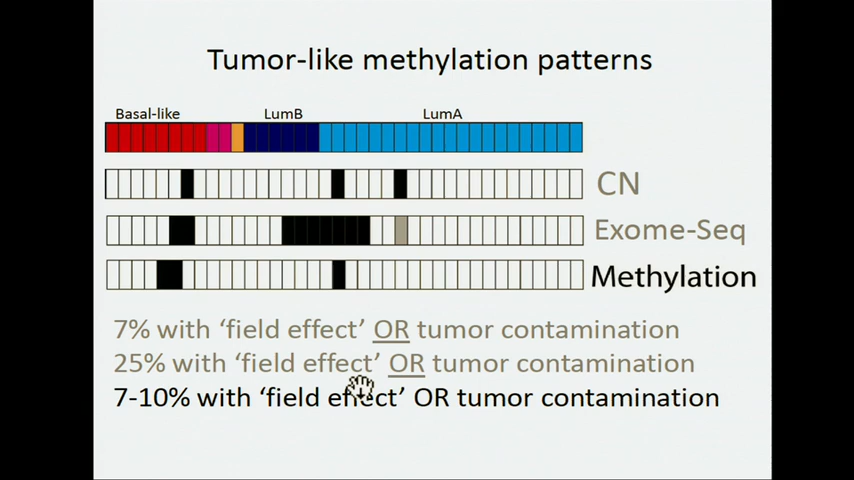 Tumor-like methylation patterns
Basal-like LumB LumA
CN
Exome-Seq
Methylation
7% with ‘field effect’ OR tumor contamination
25% with ‘field effect’ OR tumor contamination
7-10% with ‘field effect’ OR tumor contamination